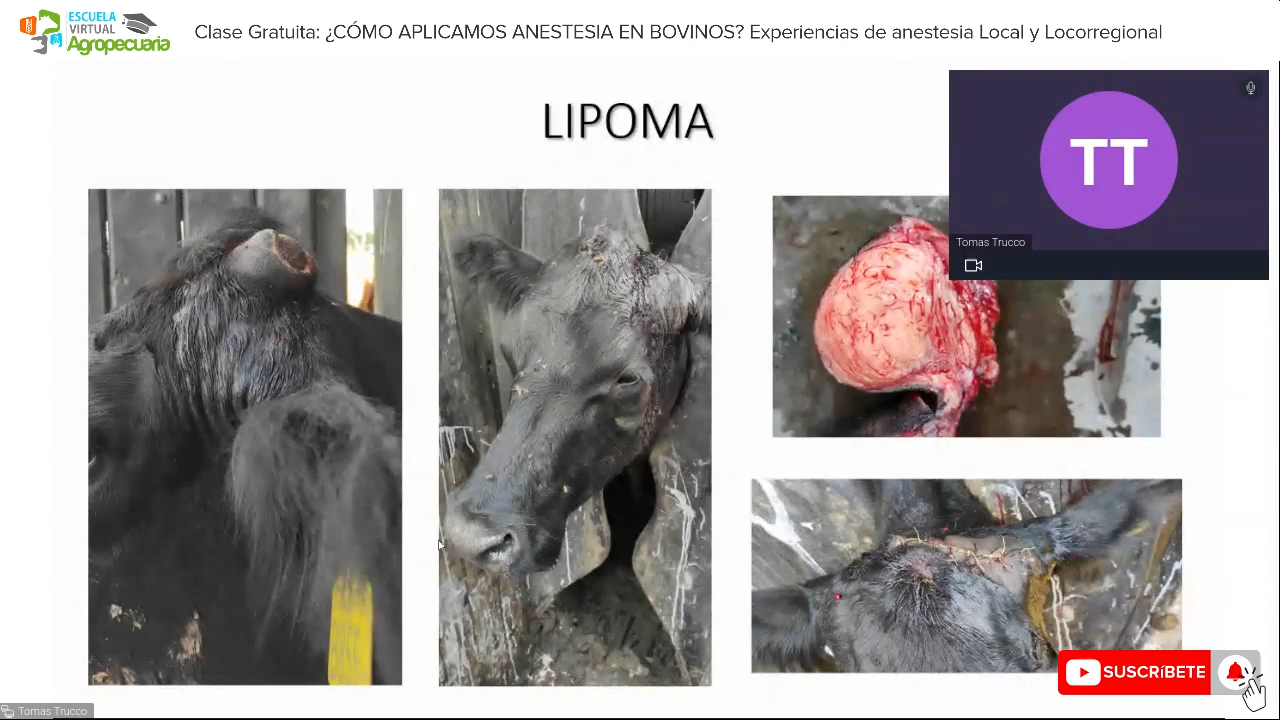 ESCUELA
VIRTUAL
Agropecuaria
Clase Gratuita: ¿CÓMO APLICAMOS ANESTESIA EN BOVINOS? Experiencias de anestesia Local y Locorregional
LIPOMA
TT
Tomas Trucco
SUSCRíBETE
Tomas Trucco